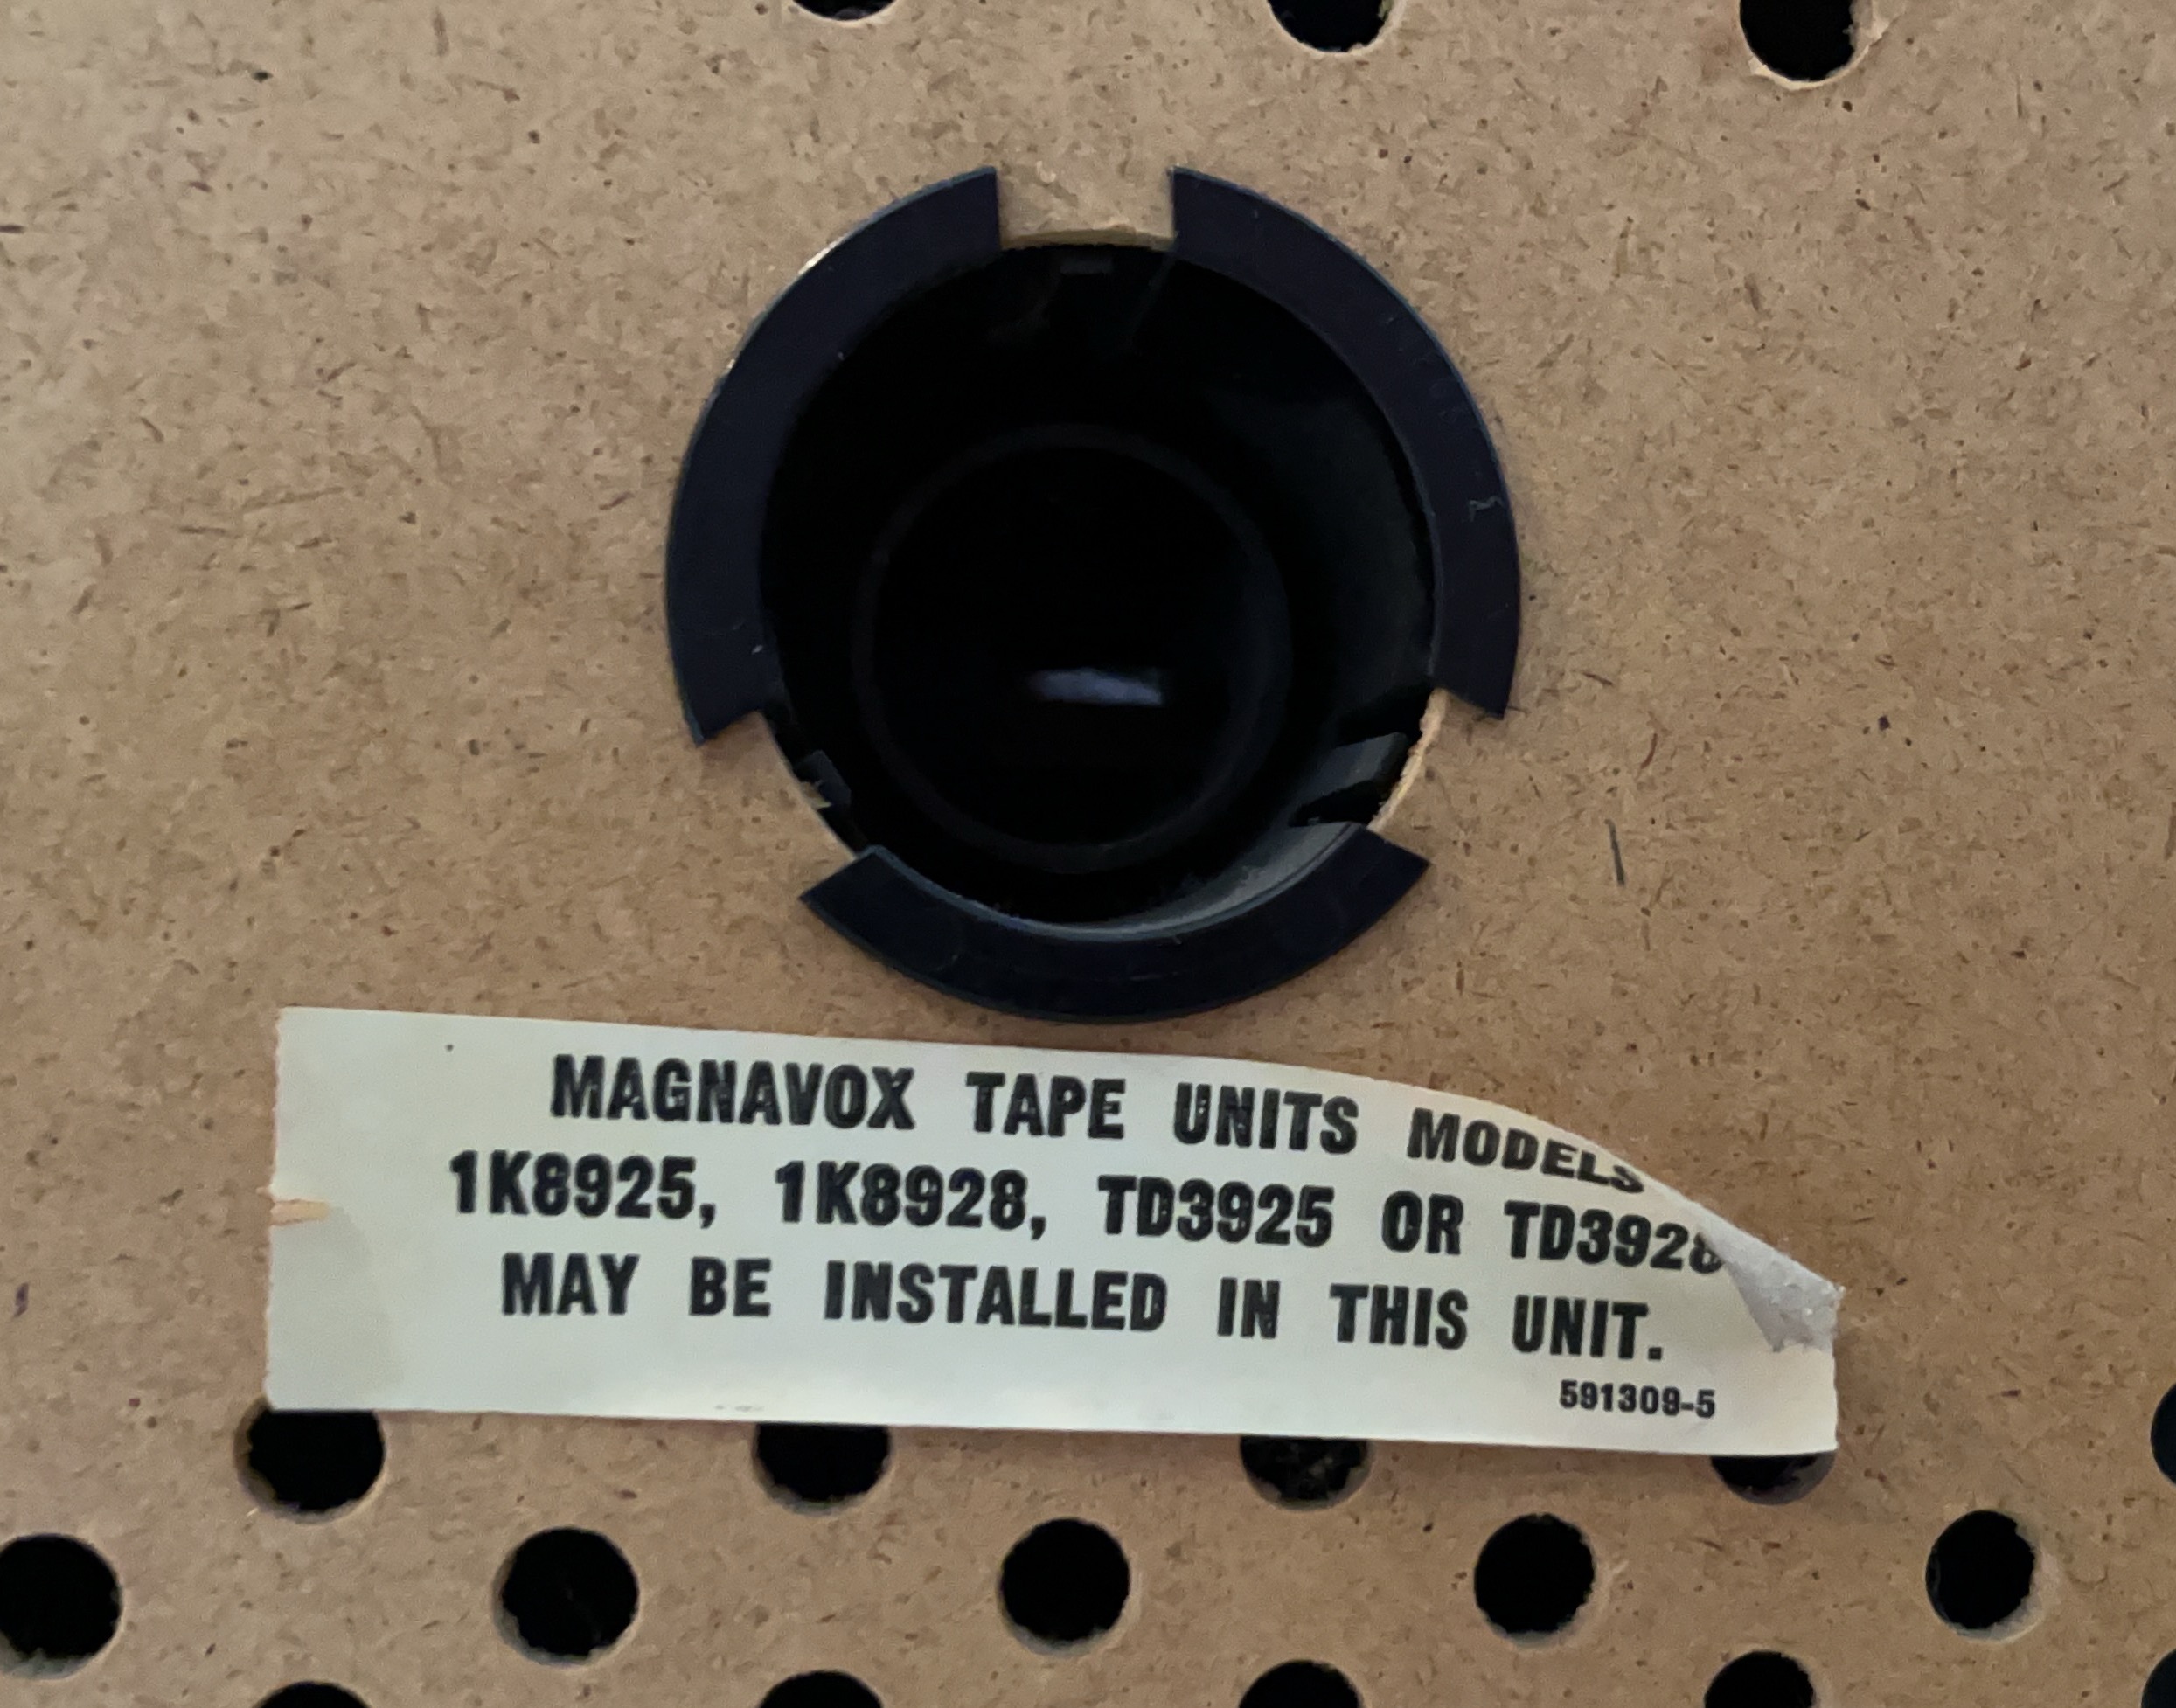 MAGNAVOX TAPE UNITS MODELS
1K8925, 1K8928, TD3925 OR TD3928
MAY BE INSTALLED IN THIS UNIT.
591309-5